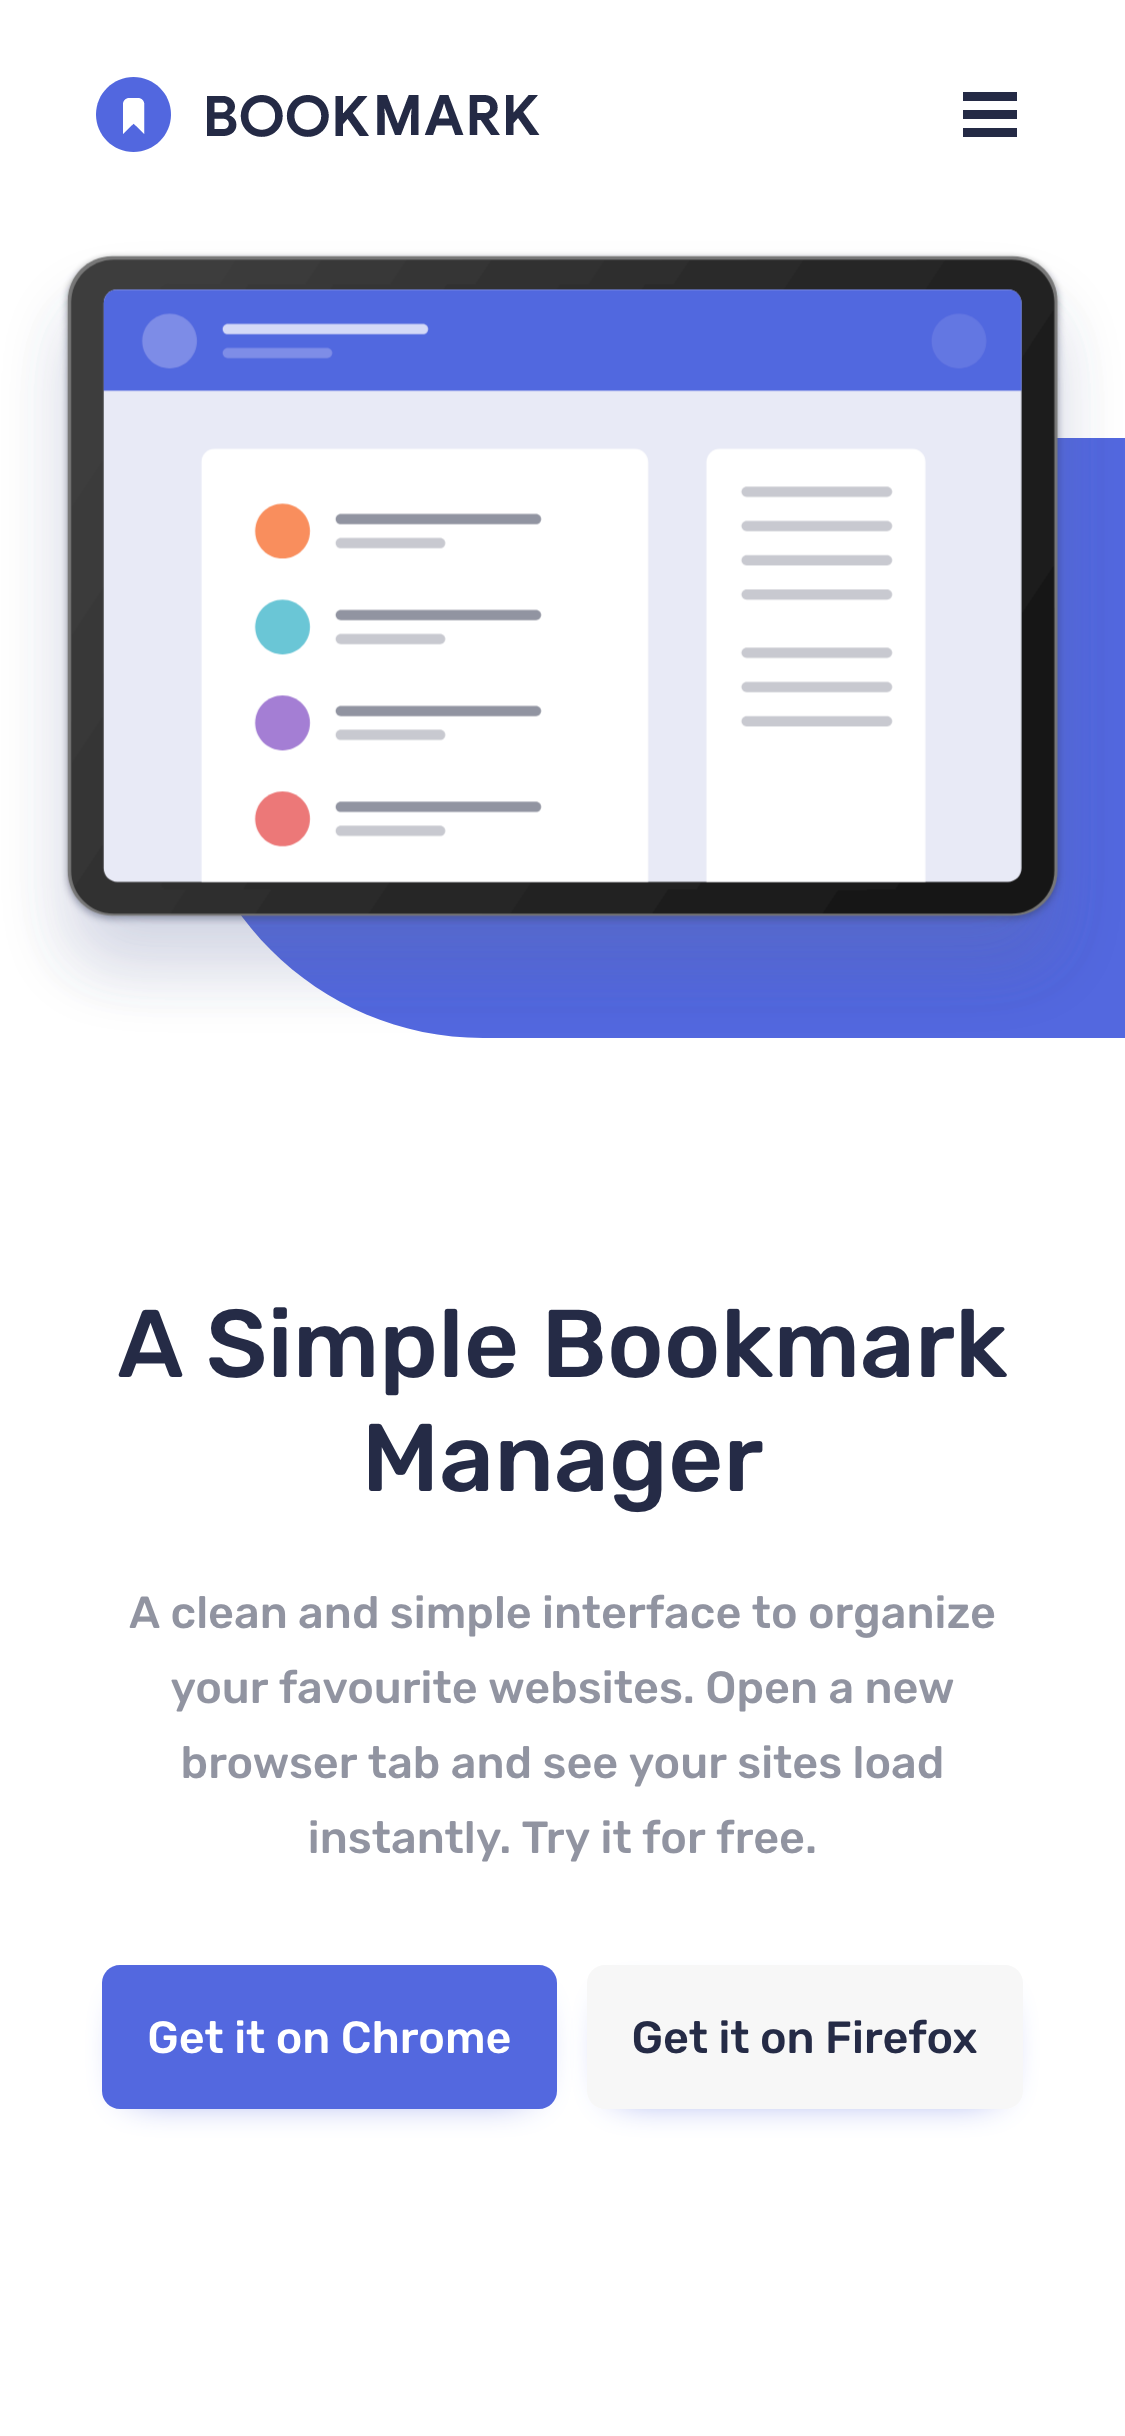 BOOKMARK
A Simple Bookmark
Manager
A clean and simple interface to organize
your favourite websites. Open a new
browser tab and see your sites load
instantly. Try it for free.
Get it on Chrome
Get it on Firefox